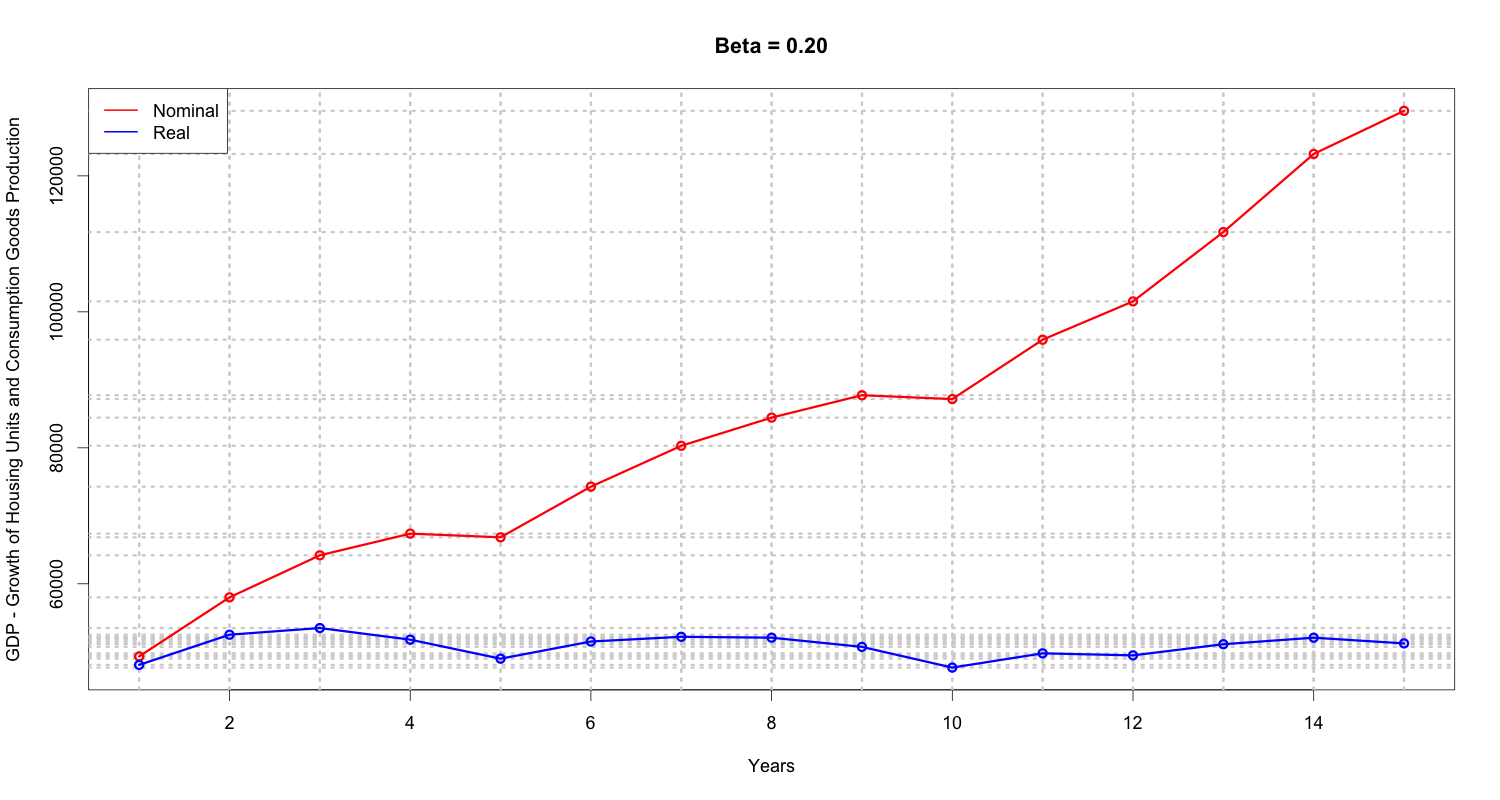 Beta = 0.20
Nominal
Real
GDP - Growth of Housing Units and Consumption Goods Production
120000
100000
80000
60000
2 4 6 8 10 12 14
Years